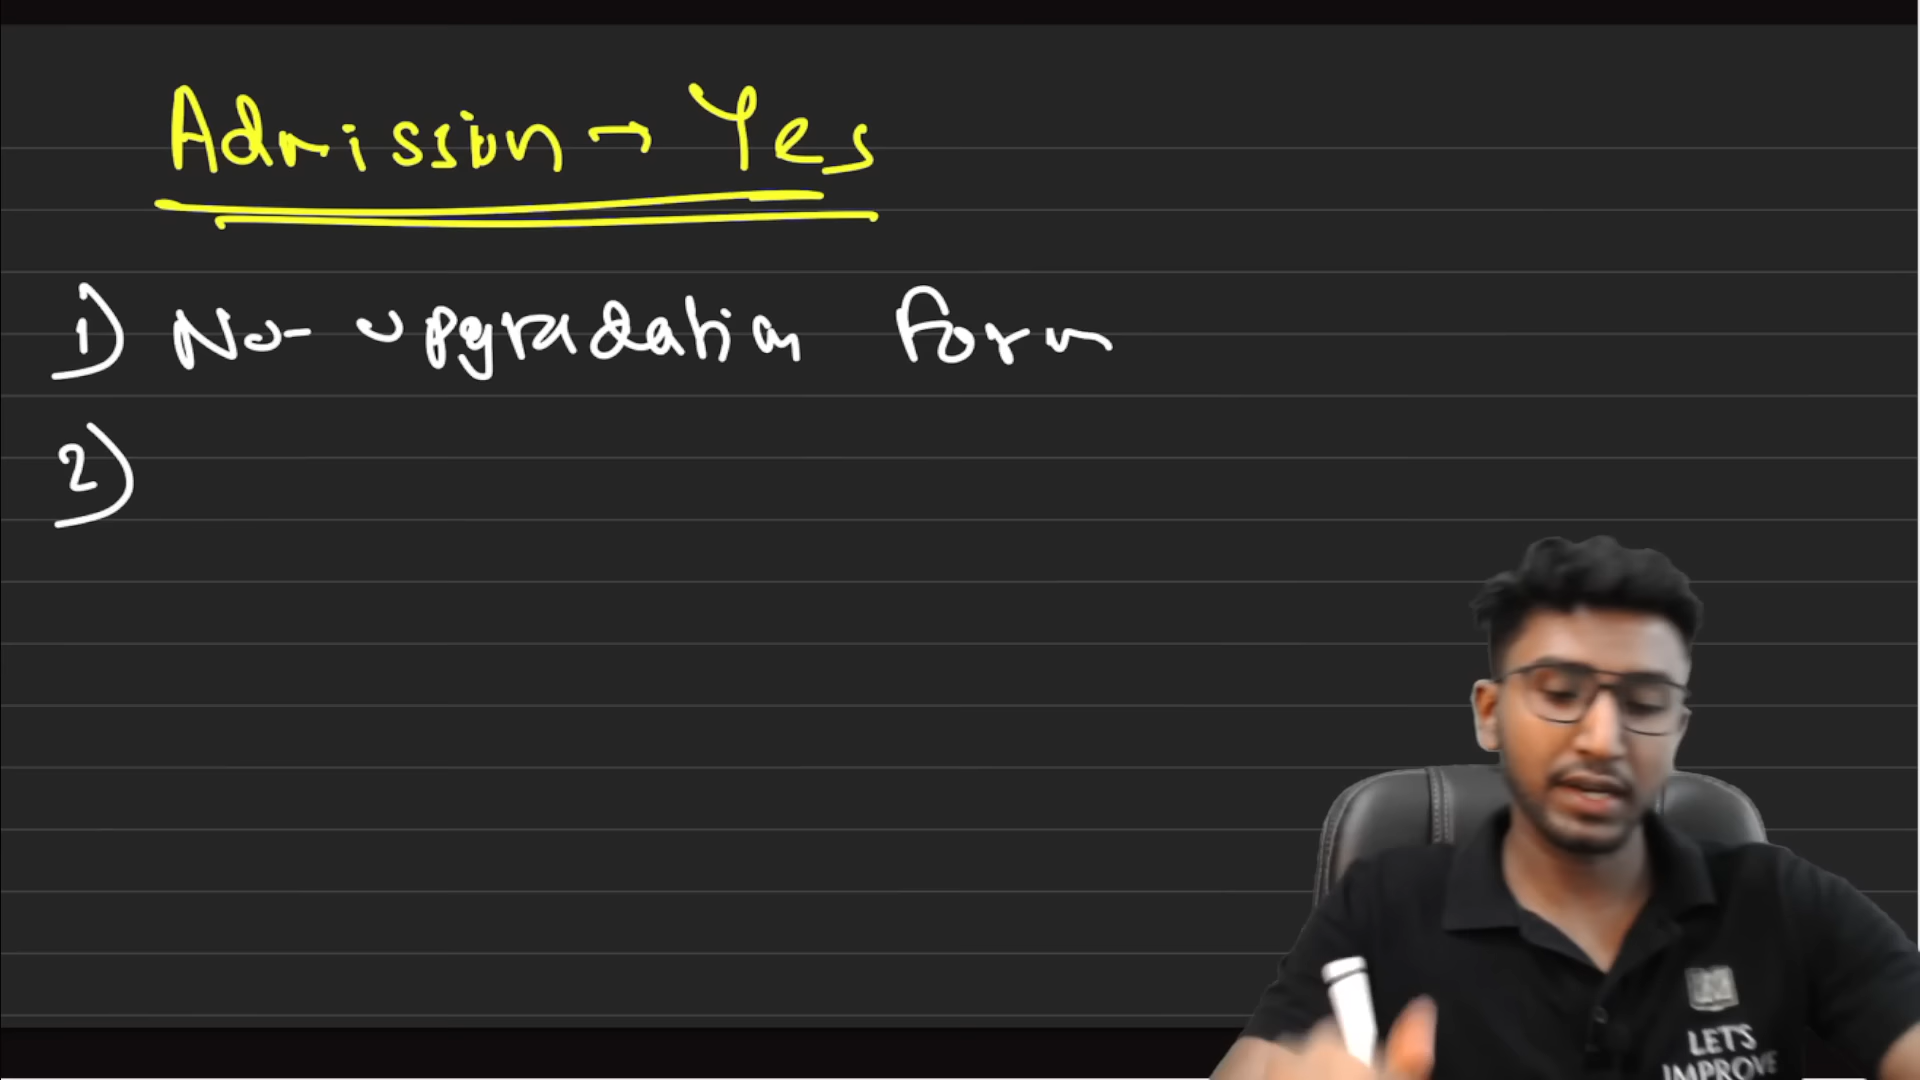 Admission → Yes
1) No- upgradation form
2)
LET'S
IMPROVE